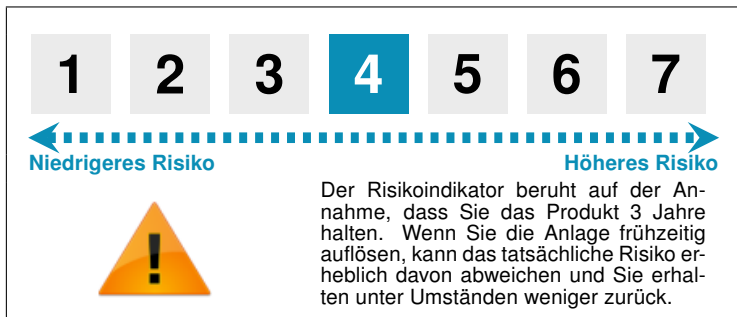 1 2 3 4 5 6 7
Niedrigeres Risiko Höheres Risiko
Der Risikoindikator beruht auf der An-
nahme, dass Sie das Produkt 3 Jahre
halten. Wenn Sie die Anlage frühzeitig
auflösen, kann das tatsächliche Risiko er-
heblich davon abweichen und Sie erhal-
ten unter Umständen weniger zurück.
!